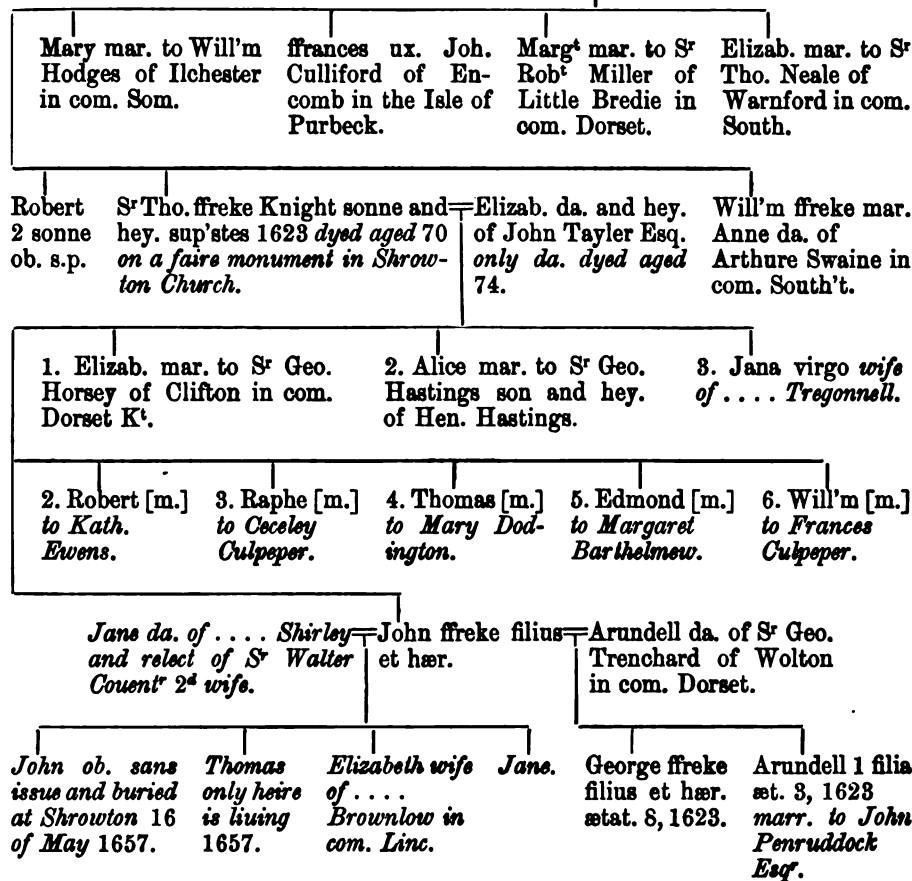 Mary mar. to Will'm
Hodges of Ilchester
in com. Som.
ffrances ux. Joh.
Culliford of En-
comb in the Isle of
Purbeck.
Margᵗ mar. to Sʳ
Robᵗ Miller of
Little Bredie in
com. Dorset.
Elizab. mar. to Sʳ
Tho. Neale of
Warnford in com.
South.
Robert
2 sonne
ob. s.p.
Sʳ Tho. ffreke Knight sonne and
hey. sup'stes 1623 dyed aged 70
on a faire monument in Shrow-
ton Church.
Elizab. da. and hey.
of John Tayler Esq.
only da. dyed aged
74.
Will'm ffreke mar.
Anne da. of
Arthure Swaine in
com. South't.
1. Elizab. mar. to Sʳ Geo.
Horsey of Clifton in com.
Dorset Kᵗ.
2. Alice mar. to Sʳ Geo.
Hastings son and hey.
of Hen. Hastings.
3. Jana virgo wife
of .... Tregonnell.
2. Robert [m.]
to Kath.
Ewens.
3. Raphe [m.]
to Ceceley
Culpeper.
4. Thomas [m.]
to Mary Dod-
ington.
5. Edmond [m.]
to Margaret
Barthelmew.
6. Will'm [m.]
to Frances
Culpeper.
Jane da. of .... Shirley
and relect of Sʳ Walter
Couentʳ 2ᵈ wife.
John ffreke filius
et hær.
Arundell da. of Sʳ Geo.
Trenchard of Wolton
in com. Dorset.
John ob. sans
issue and buried
at Shrowton 16
of May 1657.
Thomas
only heire
is liuing
1657.
Elizabeth wife
of ....
Brownlow in
com. Linc.
Jane.
George ffreke
filius et hær.
ætat. 8, 1623.
Arundell 1 filia
æt. 3, 1623
marr. to John
Penruddock
Esqʳ.